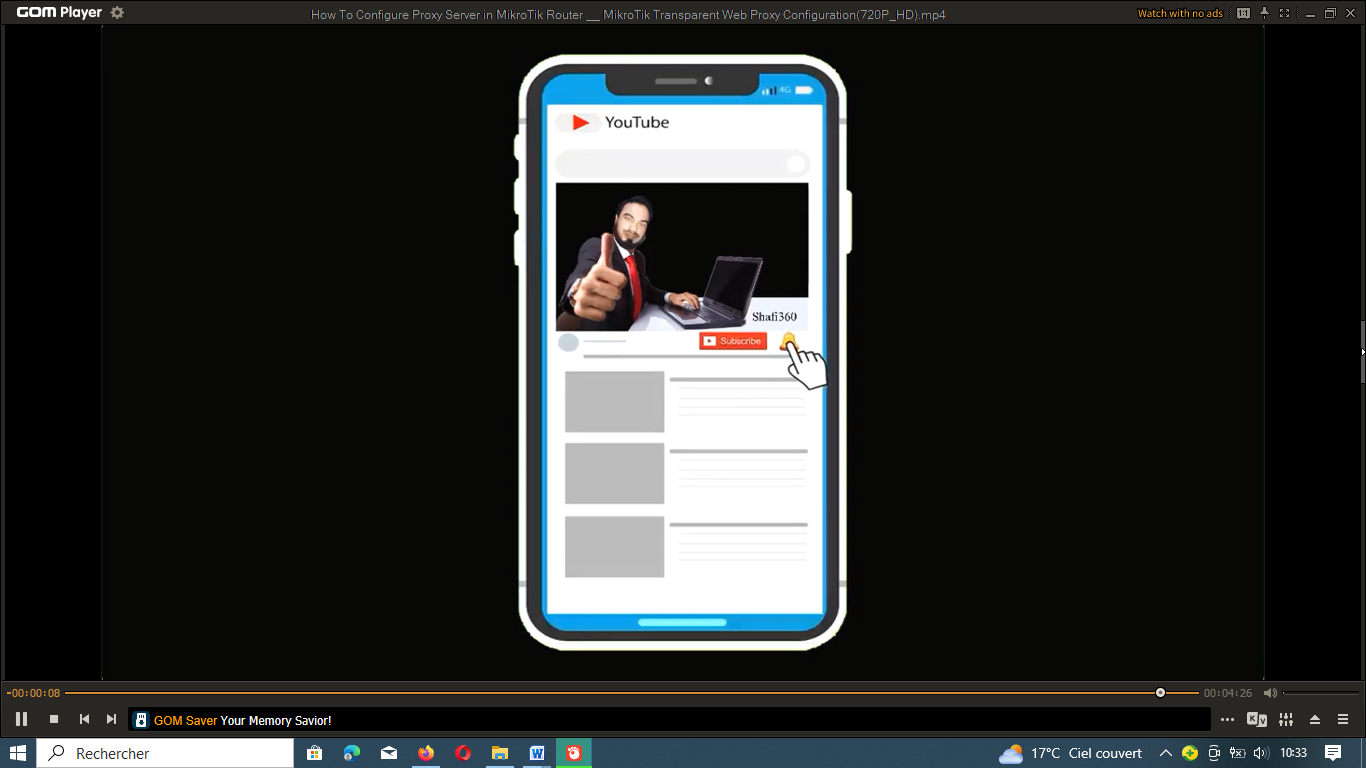 GOM Player
How To Configure Proxy Server in MikroTik Router __ MikroTik Transparent Web Proxy Configuration(720P_HD).mp4
Watch with no ads
4G
YouTube
Shafi360
Subscribe
-00:00:08
00:04:26
GOM Saver Your Memory Savior!
Rechercher
17°C Ciel couvert
10:33